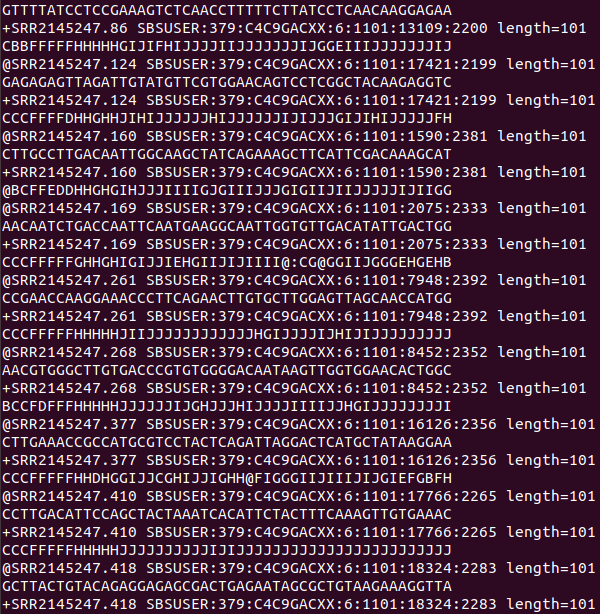 GTTTTATCCTCCGAAAGTCTCAACCTTTTTCTTATCCTCAACAAGGAGAA
+SRR2145247.86 SBSUSER:379:C4C9GACXX:6:1101:13109:2200 length=101
CBBFFFFFHHHHHGIJIFHIJJJJIIJJJJJJJJIJGGEIIIJJJJJJJJIJ
@SRR2145247.124 SBSUSER:379:C4C9GACXX:6:1101:17421:2199 length=101
GAGAGAGTTAGATTGTATGTTCGTGGAACAGTCCTCGGCTACAAGAGGTC
+SRR2145247.124 SBSUSER:379:C4C9GACXX:6:1101:17421:2199 length=101
CCCFFFFDHHGHHJIHIJJJJJJHIJJJJJJIJIJJJGIJIHIJJJJJFH
@SRR2145247.160 SBSUSER:379:C4C9GACXX:6:1101:1590:2381 length=101
CTTGCCTTGACAATTGGCAAGCTATCAGAAAGCTTCATTCGACAAAGCAT
+SRR2145247.160 SBSUSER:379:C4C9GACXX:6:1101:1590:2381 length=101
@BCFFEDDHHGHGIHJJJIIIIGJGIIIJJJGIGIIJIIJJJJJIJIIGG
@SRR2145247.169 SBSUSER:379:C4C9GACXX:6:1101:2075:2333 length=101
AACAATCTGACCAATTCAATGAAGGCAATTGGTGTTGACATATTGACTGG
+SRR2145247.169 SBSUSER:379:C4C9GACXX:6:1101:2075:2333 length=101
CCCFFFFFGHHGHIGIJJIEHGIIJIJIIII@:CG@GGIIJGGGEHGEHB
@SRR2145247.261 SBSUSER:379:C4C9GACXX:6:1101:7948:2392 length=101
CCGAACCAAGGAAACCCTTCAGAACTTGTGCTTGGAGTTAGCAACCATGG
+SRR2145247.261 SBSUSER:379:C4C9GACXX:6:1101:7948:2392 length=101
CCCFFFFFHHHHHJIIJJJJJJJJJJJJHGIJJJJIJHIJIJJJJJJJJJ
@SRR2145247.268 SBSUSER:379:C4C9GACXX:6:1101:8452:2352 length=101
AACGTGGGCTTGTGACCCGTGTGGGGACAATAAGTTGGTGGAACACTGGC
+SRR2145247.268 SBSUSER:379:C4C9GACXX:6:1101:8452:2352 length=101
BCCFDFFFHHHHHJJJJJJIJGHJJJHIJJJJIIIIJJHGIJJJJJJJJI
@SRR2145247.377 SBSUSER:379:C4C9GACXX:6:1101:16126:2356 length=101
CTTGAAACCGCCATGCGTCCTACTCAGATTAGGACTCATGCTATAAGGAA
+SRR2145247.377 SBSUSER:379:C4C9GACXX:6:1101:16126:2356 length=101
CCCFFFFFHHDHGGIJJCGHIJJIGHH@FIGGGIIJIIIJIJGIEFGBFH
@SRR2145247.410 SBSUSER:379:C4C9GACXX:6:1101:17766:2265 length=101
CCTTGACATTCCAGCTACTAAATCACATTCTACTTTCAAAGTTGTGAAAC
+SRR2145247.410 SBSUSER:379:C4C9GACXX:6:1101:17766:2265 length=101
CCCFFFFFHHHHHJJJJJJJJJJIJIJJJJJJJJJJJJJJJJJJJJJJJJ
@SRR2145247.418 SBSUSER:379:C4C9GACXX:6:1101:18324:2283 length=101
GCTTACTGTACAGAGGAGAGCGACTGAGAATAGCGCTGTAAGAAAGGTTA
+SRR2145247.418 SBSUSER:379:C4C9GACXX:6:1101:18324:2283 length=101